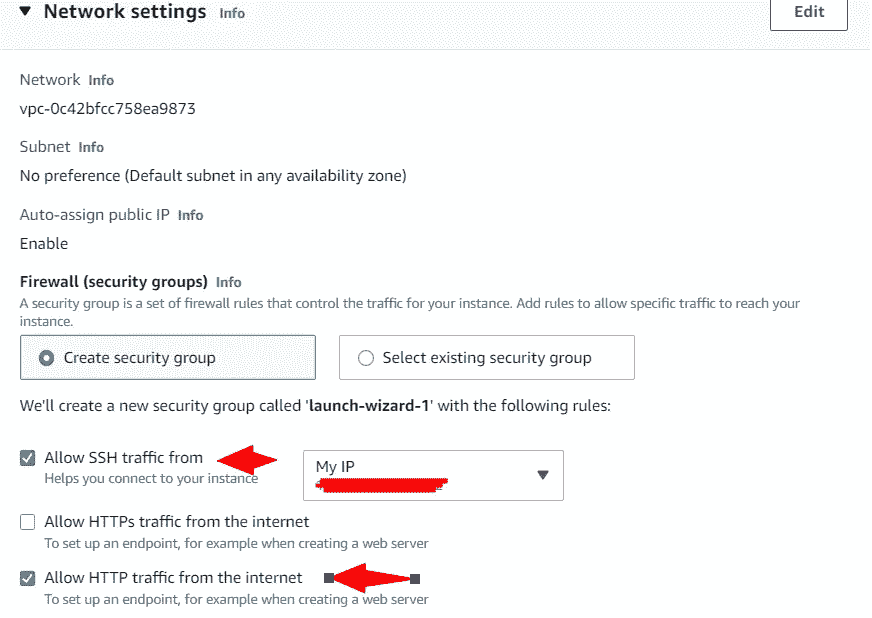 Network settings Info
Edit
Network Info
vpc-0c42bfcc758ea9873
Subnet Info
No preference (Default subnet in any availability zone)
Auto-assign public IP Info
Enable
Firewall (security groups) Info
A security group is a set of firewall rules that control the traffic for your instance. Add rules to allow specific traffic to reach your
instance.
Create security group
Select existing security group
We'll create a new security group called 'launch-wizard-1' with the following rules:
Allow SSH traffic from
Helps you connect to your instance
My IP
Allow HTTPs traffic from the internet
To set up an endpoint, for example when creating a web server
Allow HTTP traffic from the internet
To set up an endpoint, for example when creating a web server